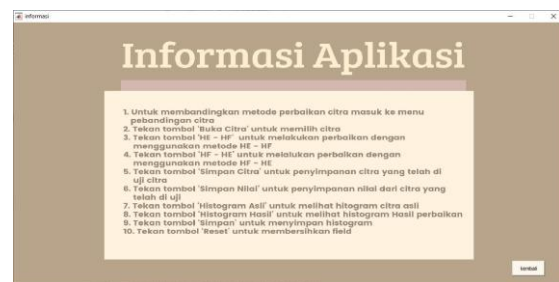 informasi
Informasi Aplikasi
1. Untuk membandingkan metode perbaikan citra masuk ke menu
pebandingan citra
2. Tekan tombol 'Buka Citra' untuk memilih citra
3. Tekan tombol 'HE - HF' untuk melakukan perbaikan dengan
menggunakan metode HE - HF
4. Tekan tombol 'HF - HE' untuk melalukan perbaikan dengan
menggunakan metode HF - HE
5. Tekan tombol 'Simpan Citra' untuk penyimpanan citra yang telah di
uji citra
6. Tekan tombol 'Simpan Nilai' untuk penyimpanan nilai dari citra yang
telah di uji
7. Tekan tombol 'Histogram Asli' untuk melihat hitogram citra asli
8. Tekan tombol 'Histogram Hasil' untuk melihat histogram Hasil perbaikan
9. Tekan tombol 'Simpan' untuk menyimpan histogram
10. Tekan tombol 'Reset' untuk membersihkan field
kembali